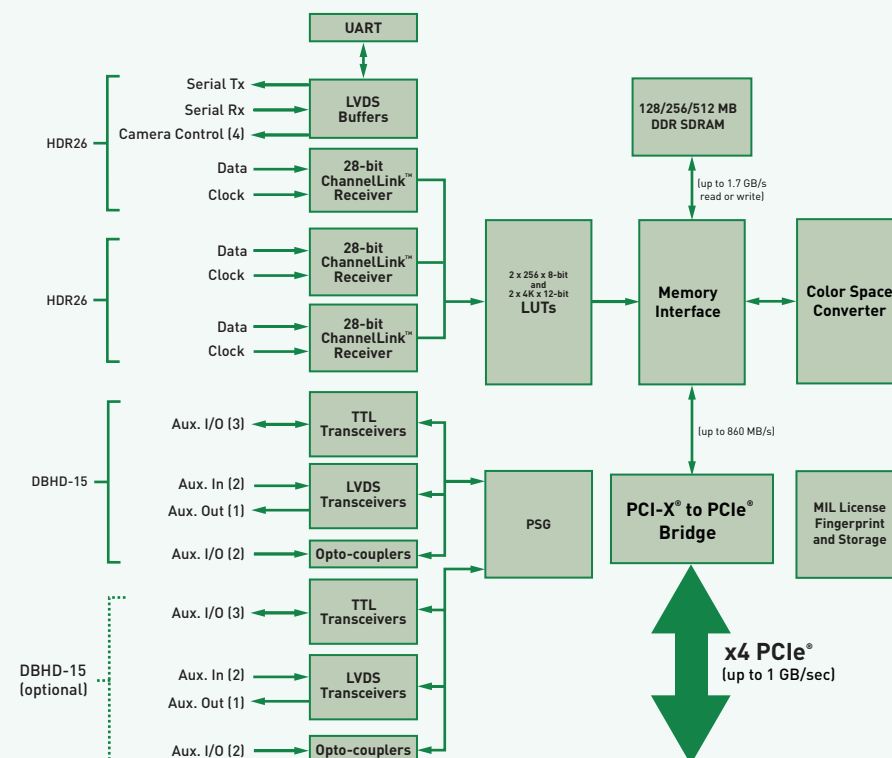 UART
Serial Tx
Serial Rx
Camera Control (4)
LVDS
Buffers
HDR26
Data
Clock
28-bit
ChannelLink™
Receiver
HDR26
Data
Clock
28-bit
ChannelLink™
Receiver
Data
Clock
28-bit
ChannelLink™
Receiver
2 x 256 x 8-bit
and
2 x 4K x 12-bit
LUTs
128/256/512 MB
DDR SDRAM
(up to 1.7 GB/s
read or write)
Memory
Interface
Color Space
Converter
(up to 860 MB/s)
DBHD-15
Aux. I/O (3)
TTL
Transceivers
Aux. In (2)
Aux. Out (1)
LVDS
Transceivers
Aux. I/O (2)
Opto-couplers
PSG
PCI-X® to PCIe®
Bridge
MIL License
Fingerprint
and Storage
DBHD-15
(optional)
Aux. I/O (3)
TTL
Transceivers
Aux. In (2)
Aux. Out (1)
LVDS
Transceivers
Aux. I/O (2)
Opto-couplers
x4 PCIe®
(up to 1 GB/sec)